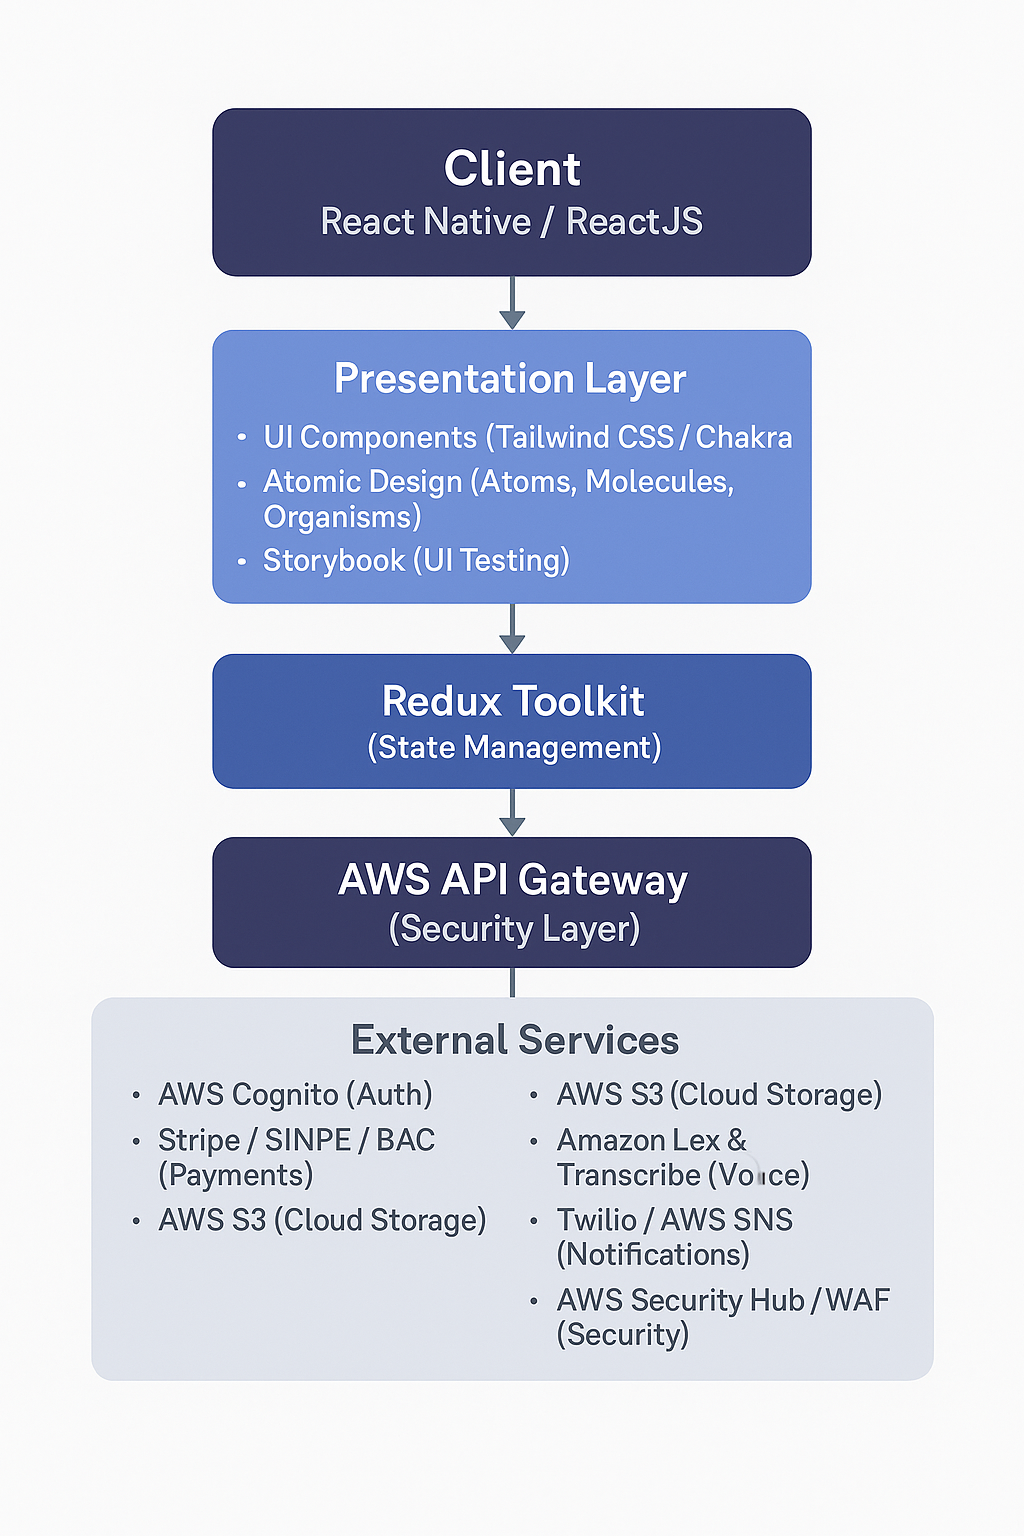 Client
React Native / ReactJS
Presentation Layer
• UI Components (Tailwind CSS / Chakra
• Atomic Design (Atoms, Molecules,
Organisms)
• Storybook (UI Testing)
Redux Toolkit
(State Management)
AWS API Gateway
(Security Layer)
External Services
• AWS Cognito (Auth)
• Stripe / SINPE / BAC
(Payments)
• AWS S3 (Cloud Storage)
• AWS S3 (Cloud Storage)
• Amazon Lex &
Transcribe (Voice)
• Twilio / AWS SNS
(Notifications)
• AWS Security Hub / WAF
(Security)